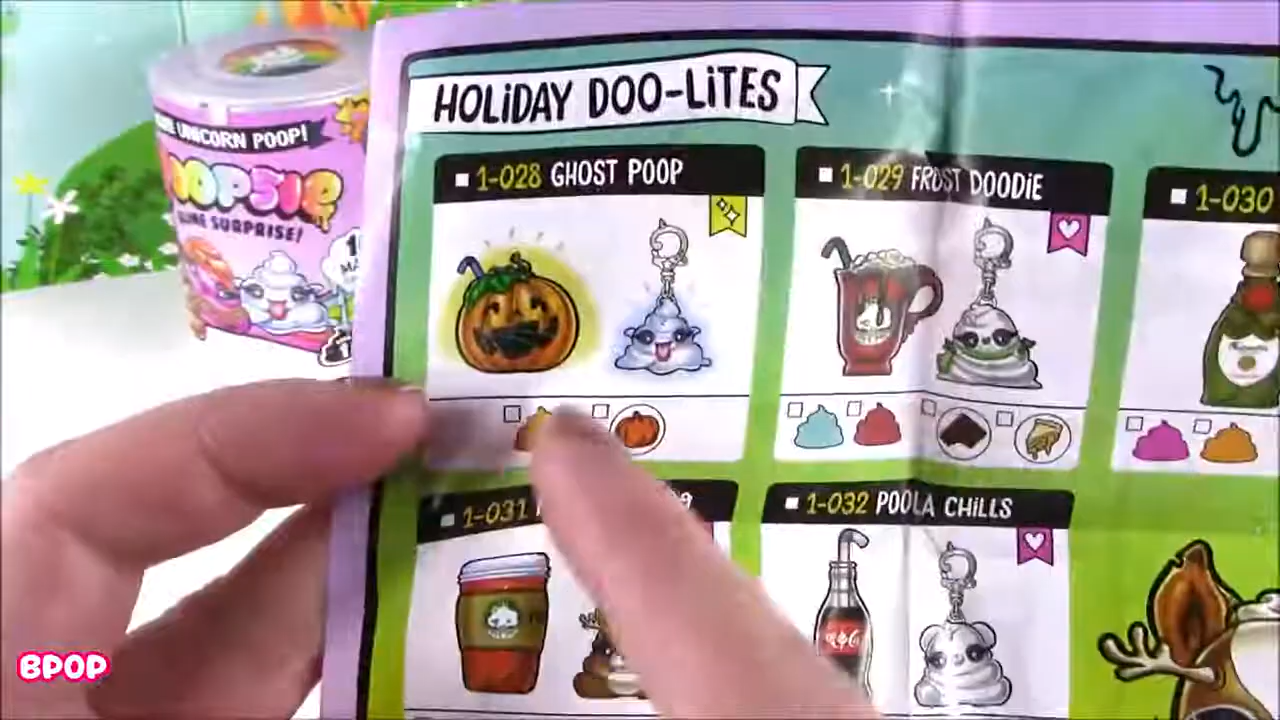 HOLiDAY DOO-LiTES
UNICORN POOP!
SLIME SURPRISE!
1-028 GHOST POOP
1-029 FROST DOODiE
1-030
1-031
1-032 POOLA CHiLLS
BPOP